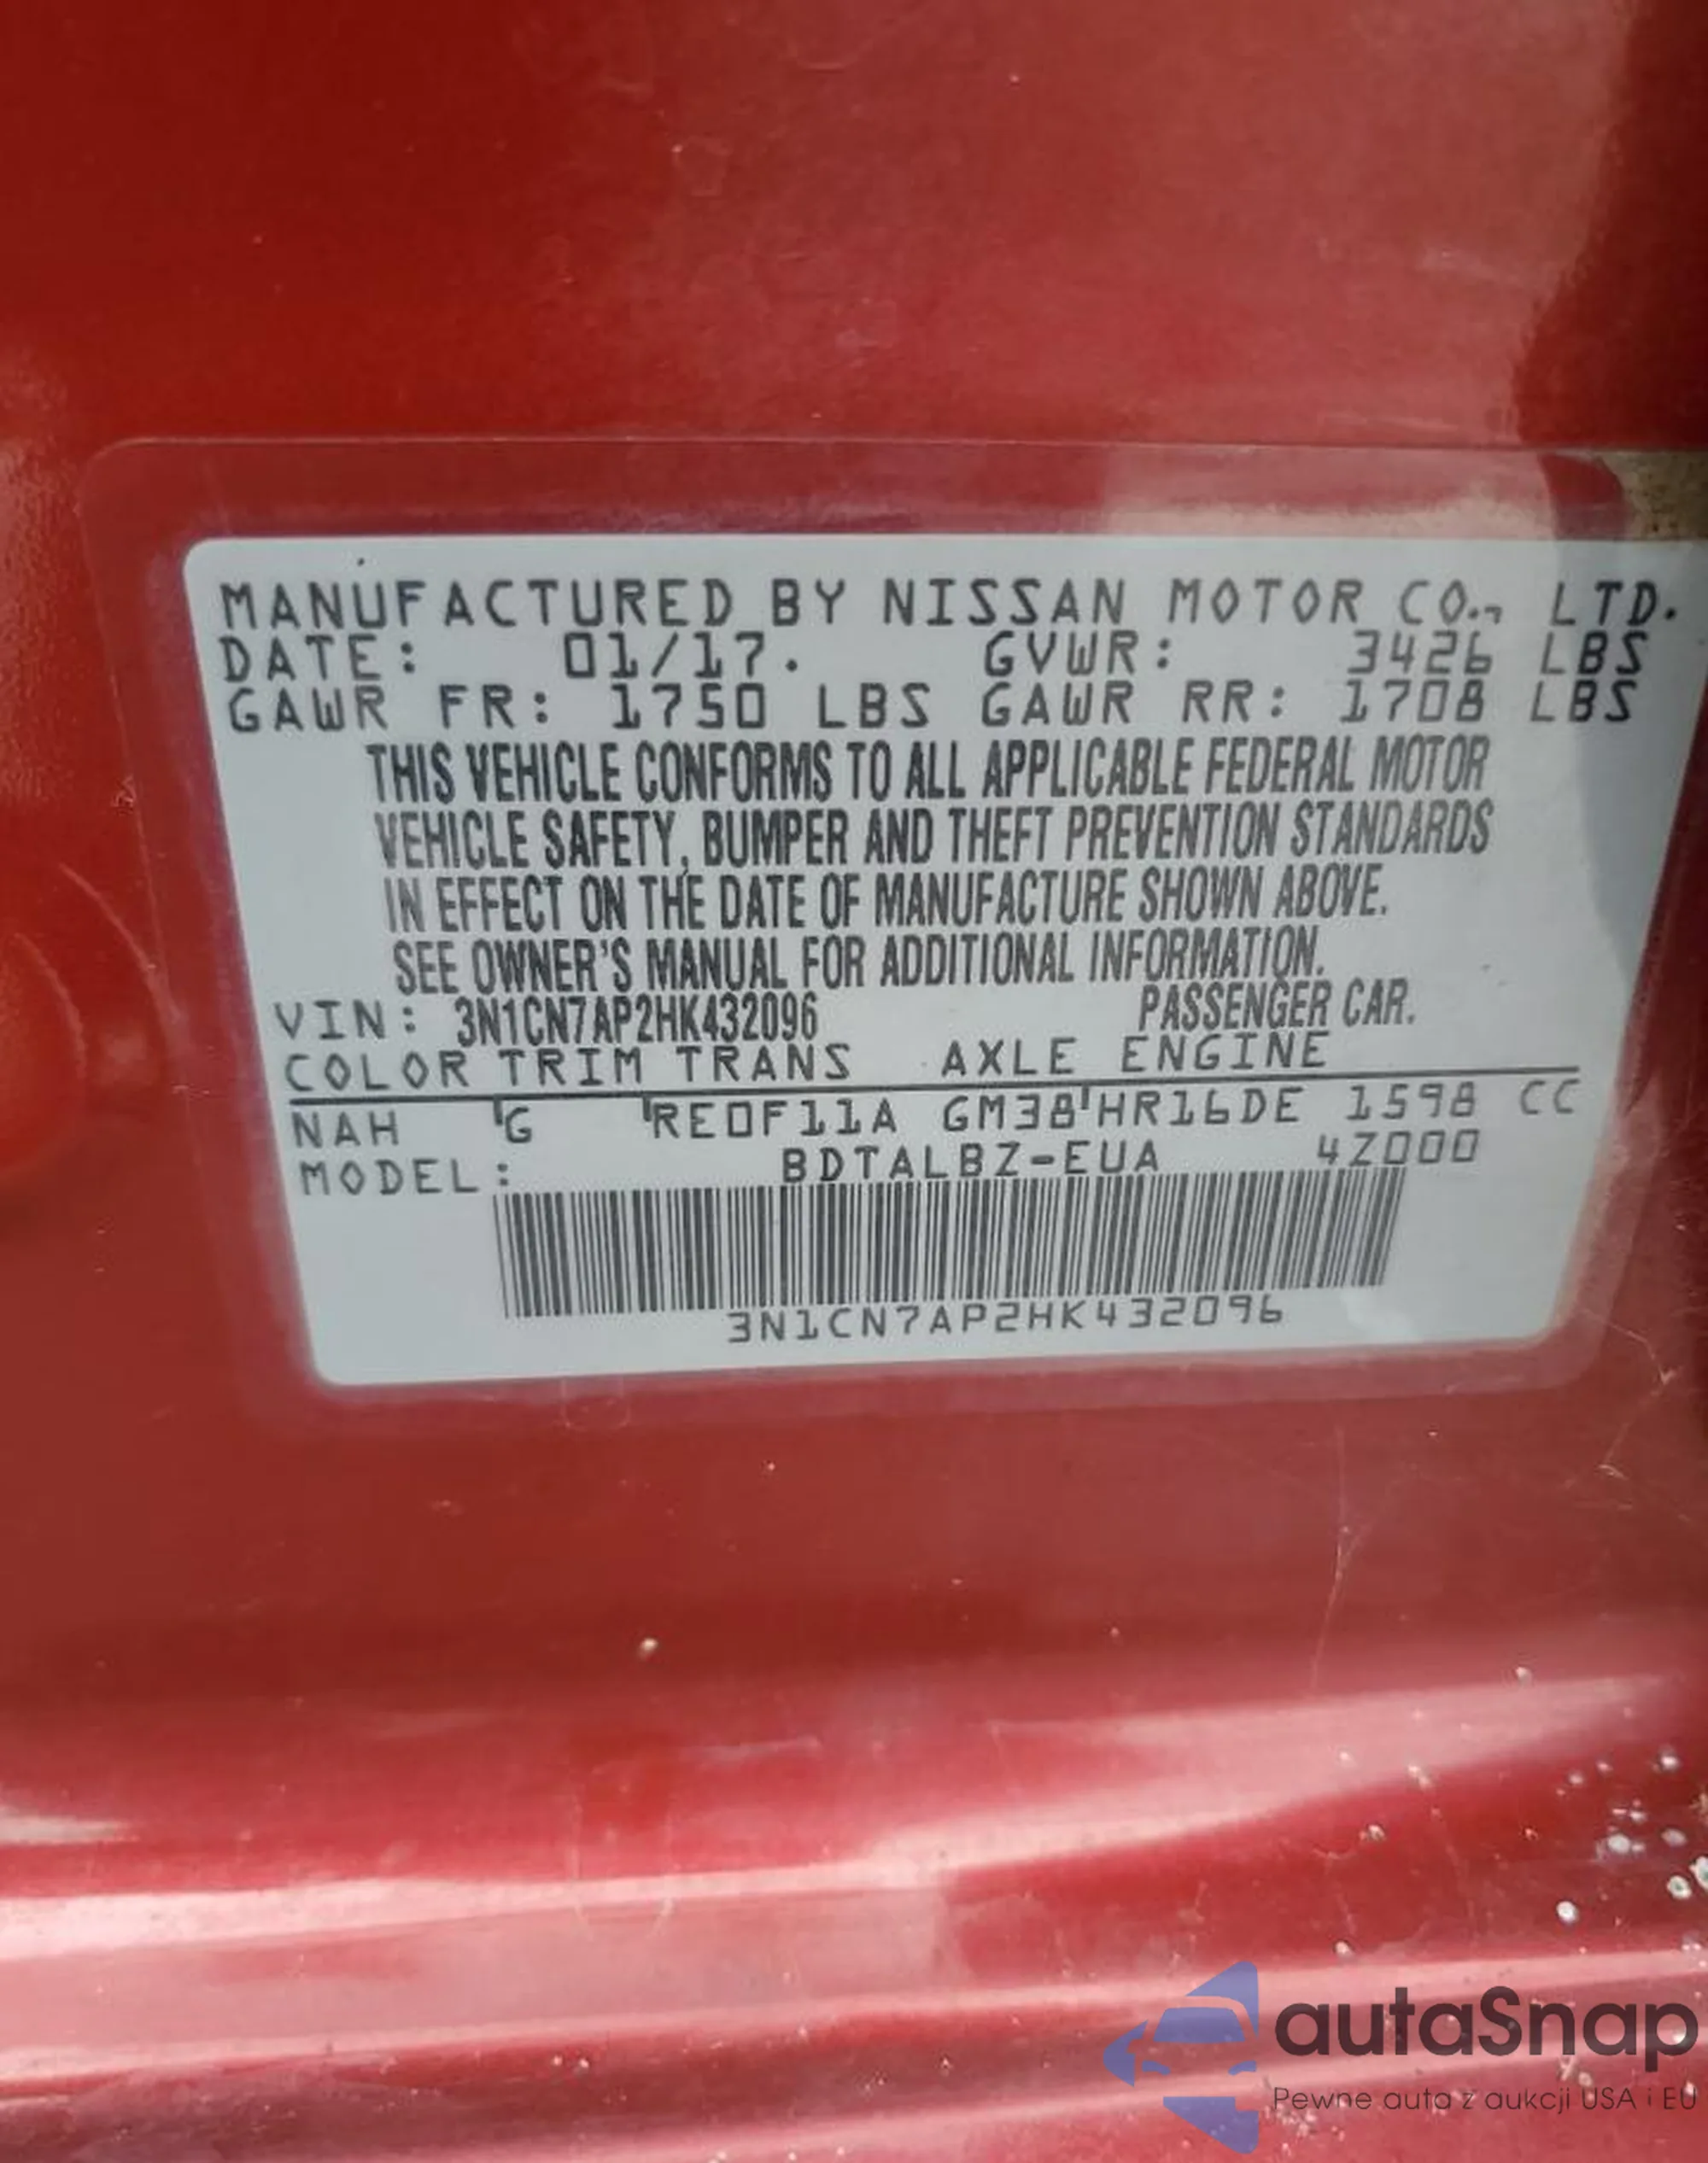 MANUFACTURED BY NISSAN MOTOR CO., LTD.
DATE: 01/17. GVWR: 3426 LBS
GAWR FR: 1750 LBS GAWR RR: 1708 LBS
THIS VEHICLE CONFORMS TO ALL APPLICABLE FEDERAL MOTOR
VEHICLE SAFETY, BUMPER AND THEFT PREVENTION STANDARDS
IN EFFECT ON THE DATE OF MANUFACTURE SHOWN ABOVE.
SEE OWNER'S MANUAL FOR ADDITIONAL INFORMATION.
VIN: 3N1CN7AP2HK432096 PASSENGER CAR.
COLOR TRIM TRANS AXLE ENGINE
NAH G RE0F11A GM38 HR16DE 1598 CC
MODEL: BDTALBZ-EUA 4Z000
3N1CN7AP2HK432096
autaSnap
Pewne auta z aukcji USA i EU